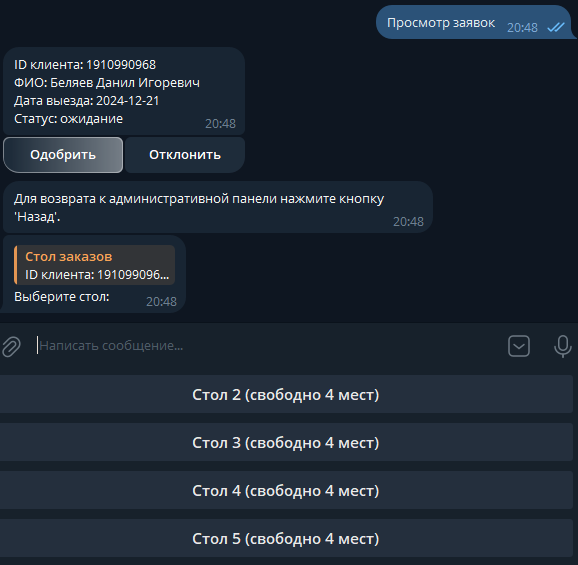 Просмотр заявок
20:48
ID клиента: 1910990968
ФИО: Беляев Данил Игоревич
Дата выезда: 2024-12-21
Статус: ожидание
20:48
Одобрить
Отклонить
Для возврата к административной панели нажмите кнопку
'Назад'.
20:48
Стол заказов
ID клиента: 191099096...
Выберите стол:
20:48
Написать сообщение...
Стол 2 (свободно 4 мест)
Стол 3 (свободно 4 мест)
Стол 4 (свободно 4 мест)
Стол 5 (свободно 4 мест)